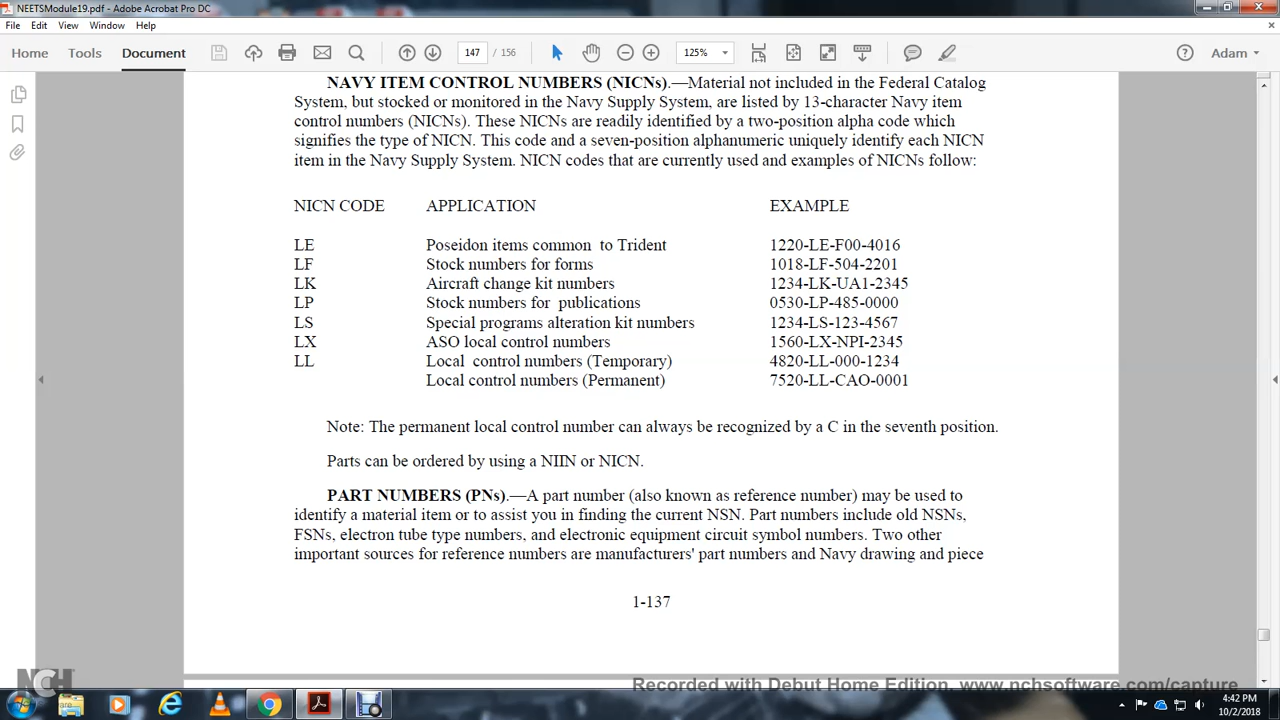 NEETSModule19.pdf - Adobe Acrobat Pro DC
File Edit View Window Help
Home Tools Document 147 / 156 125% Adam
NAVY ITEM CONTROL NUMBERS (NICNs).—Material not included in the Federal Catalog
System, but stocked or monitored in the Navy Supply System, are listed by 13-character Navy item
control numbers (NICNs). These NICNs are readily identified by a two-position alpha code which
signifies the type of NICN. This code and a seven-position alphanumeric uniquely identify each NICN
item in the Navy Supply System. NICN codes that are currently used and examples of NICNs follow:
NICN CODE APPLICATION EXAMPLE
LE Poseidon items common to Trident 1220-LE-F00-4016
LF Stock numbers for forms 1018-LF-504-2201
LK Aircraft change kit numbers 1234-LK-UA1-2345
LP Stock numbers for publications 0530-LP-485-0000
LS Special programs alteration kit numbers 1234-LS-123-4567
LX ASO local control numbers 1560-LX-NPI-2345
LL Local control numbers (Temporary) 4820-LL-000-1234
Local control numbers (Permanent) 7520-LL-CAO-0001
Note: The permanent local control number can always be recognized by a C in the seventh position.
Parts can be ordered by using a NIIN or NICN.
PART NUMBERS (PNs).—A part number (also known as reference number) may be used to
identify a material item or to assist you in finding the current NSN. Part numbers include old NSNs,
FSNs, electron tube type numbers, and electronic equipment circuit symbol numbers. Two other
important sources for reference numbers are manufacturers' part numbers and Navy drawing and piece
1-137
NCH
Recorded with Debut Home Edition. www.nchsoftware.com/capture
4:42 PM
10/2/2018